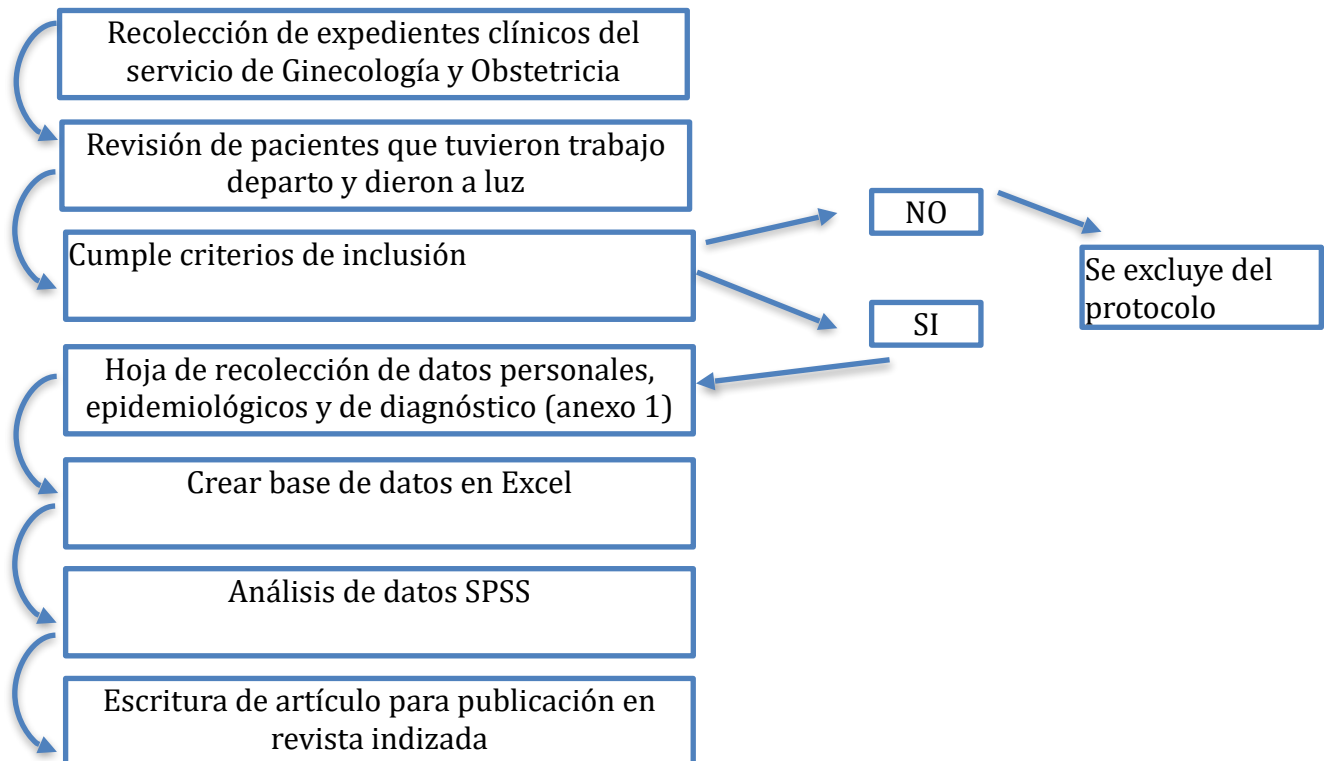 Recolección de expedientes clínicos del
servicio de Ginecología y Obstetricia
Revisión de pacientes que tuvieron trabajo
departo y dieron a luz
Cumple criterios de inclusión
NO
Se excluye del
protocolo
SI
Hoja de recolección de datos personales,
epidemiológicos y de diagnóstico (anexo 1)
Crear base de datos en Excel
Análisis de datos SPSS
Escritura de artículo para publicación en
revista indizada